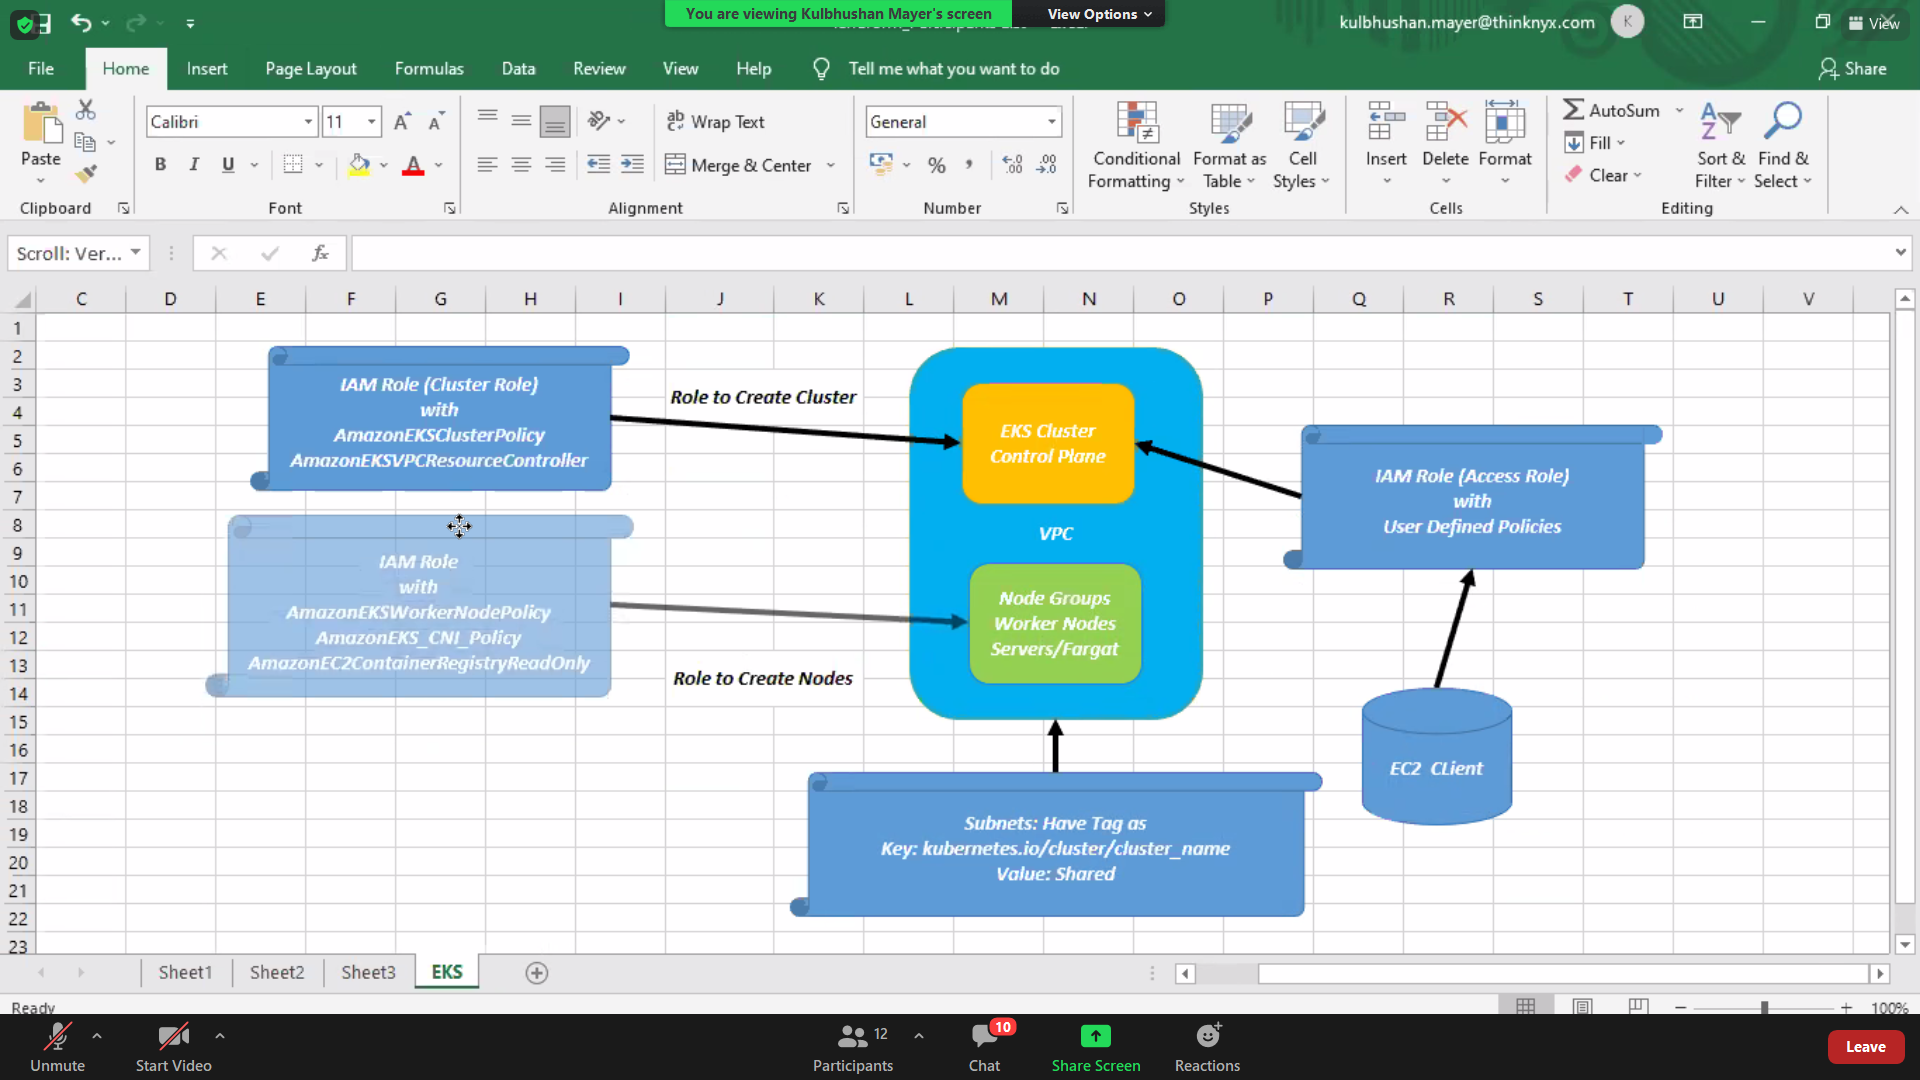 You are viewing Kulbhushan Mayer's screen
View Options
kulbhushan.mayer@thinknyx.com
K
View
File
Home
Insert
Page Layout
Formulas
Data
Review
View
Help
Tell me what you want to do
Share
Paste
Clipboard
Calibri
11
B I U
Font
Wrap Text
Merge & Center
Alignment
General
Number
Conditional
Formatting
Format as
Table
Cell
Styles
Styles
Insert
Delete
Format
Cells
AutoSum
Fill
Clear
Sort &
Filter
Find &
Select
Editing
Scroll: Ver...
fx
C D E F G H I J K L M N O P Q R S T U V
1
2
3
4
5
6
7
8
9
10
11
12
13
14
15
16
17
18
19
20
21
22
23
IAM Role (Cluster Role)
with
AmazonEKSClusterPolicy
AmazonEKSVPCResourceController
Role to Create Cluster
EKS Cluster
Control Plane
VPC
IAM Role (Access Role)
with
User Defined Policies
IAM Role
with
AmazonEKSWorkerNodePolicy
AmazonEKS_CNI_Policy
AmazonEC2ContainerRegistryReadOnly
Role to Create Nodes
Node Groups
Worker Nodes
Servers/Fargat
EC2 CLient
Subnets: Have Tag as
Key: kubernetes.io/cluster/cluster_name
Value: Shared
Sheet1
Sheet2
Sheet3
EKS
Ready
100%
Unmute
Start Video
12
Participants
10
Chat
Share Screen
Reactions
Leave